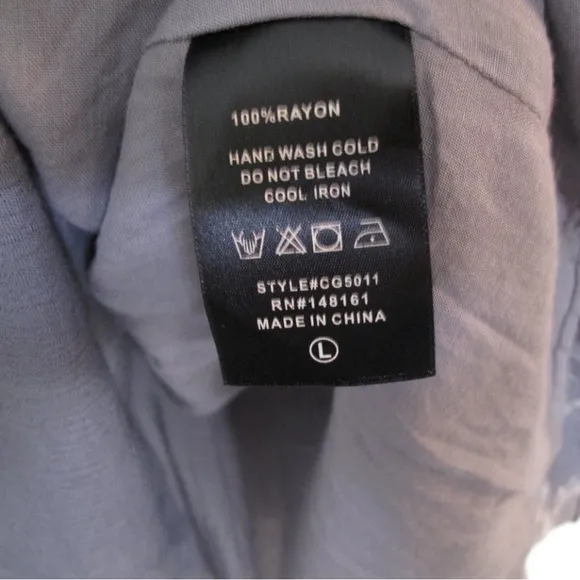 100%RAYON
HAND WASH COLD
DO NOT BLEACH
COOL IRON
STYLE#CG5011
RN#148161
MADE IN CHINA
L